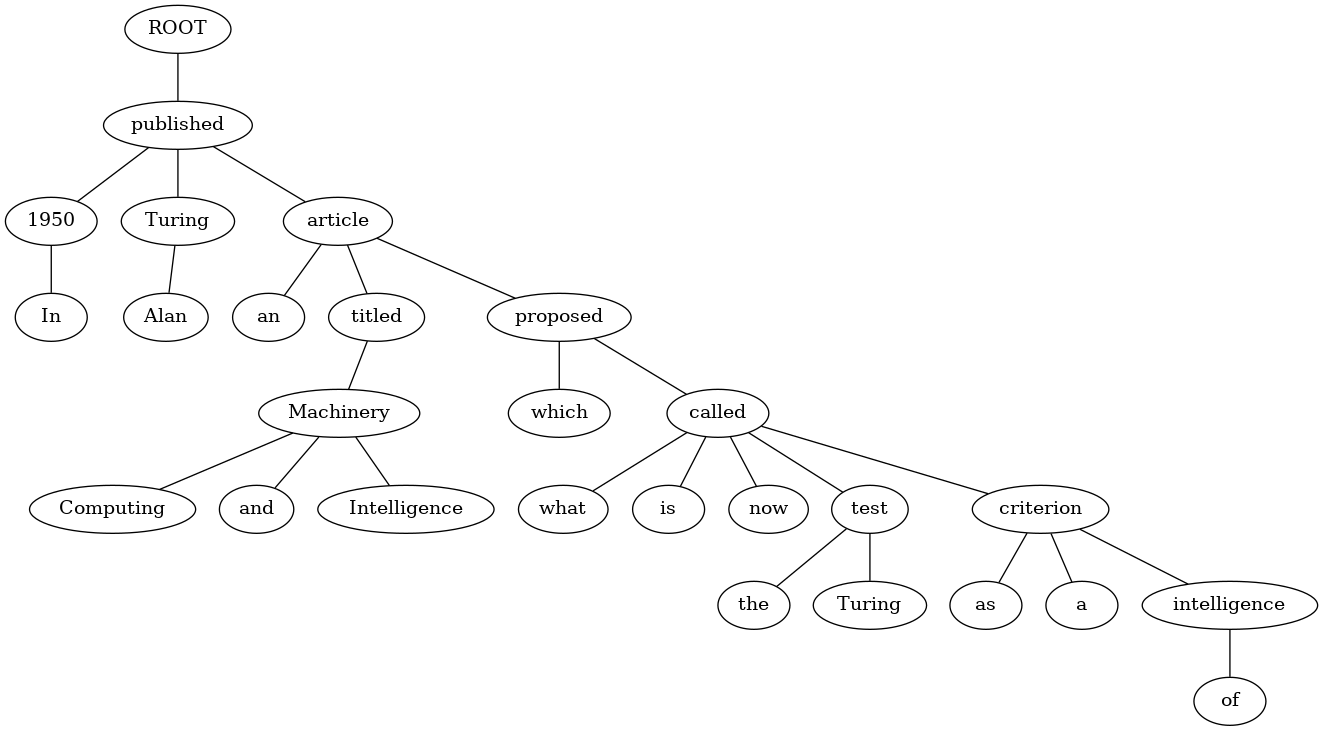 ROOT
published
1950 Turing article
In Alan an titled proposed
Machinery which called
Computing and Intelligence what is now test criterion
the Turing as a intelligence
of